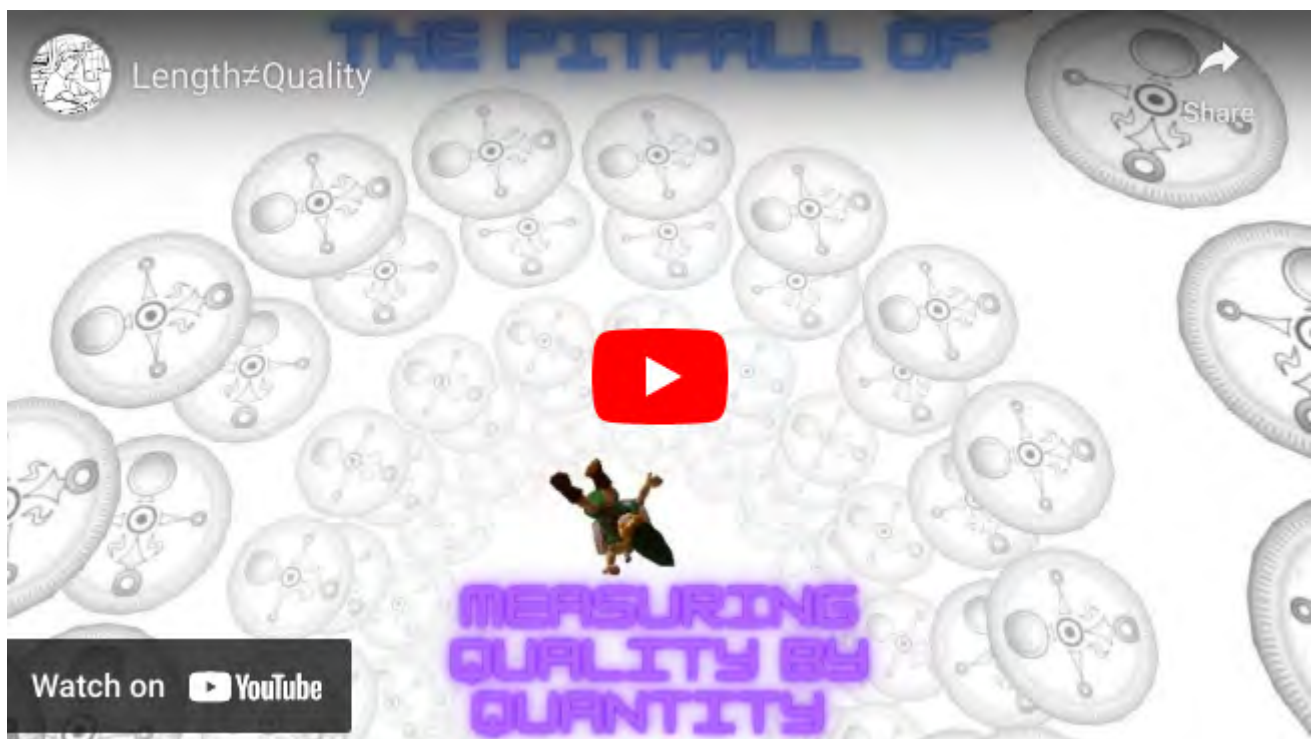 THE PITFALL OF
Length≠Quality
Share
MEASURING
QUALITY BY
QUANTITY
Watch on YouTube